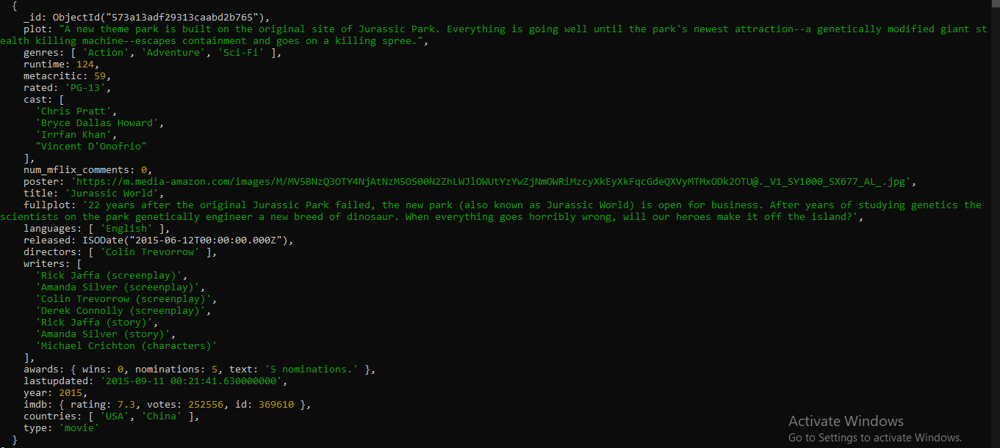 {
_id: ObjectId("573a13adf29313caabd2b765"),
plot: "A new theme park is built on the original site of Jurassic Park. Everything is going well until the park's newest attraction--a genetically modified giant st
ealth killing machine--escapes containment and goes on a killing spree.",
genres: [ 'Action', 'Adventure', 'Sci-Fi' ],
runtime: 124,
metacritic: 59,
rated: 'PG-13',
cast: [
'Chris Pratt',
'Bryce Dallas Howard',
'Irrfan Khan',
"Vincent D'Onofrio"
],
num_mflix_comments: 0,
poster: 'https://m.media-amazon.com/images/M/MV5BNzQ3OTY4NjAtNzM5OS00N2ZhLWJlOWUtYzYwZjNmOWRiMzcyXkEyXkFqcGdeQXVyMTMxODk2OTU@._V1_SY1000_SX677_AL_.jpg',
title: 'Jurassic World',
fullplot: '22 years after the original Jurassic Park failed, the new park (also known as Jurassic World) is open for business. After years of studying genetics the
scientists on the park genetically engineer a new breed of dinosaur. When everything goes horribly wrong, will our heroes make it off the island?',
languages: [ 'English' ],
released: ISODate("2015-06-12T00:00:00.000Z"),
directors: [ 'Colin Trevorrow' ],
writers: [
'Rick Jaffa (screenplay)',
'Amanda Silver (screenplay)',
'Colin Trevorrow (screenplay)',
'Derek Connolly (screenplay)',
'Rick Jaffa (story)',
'Amanda Silver (story)',
'Michael Crichton (characters)'
],
awards: { wins: 0, nominations: 5, text: '5 nominations.' },
lastupdated: '2015-09-11 00:21:41.630000000',
year: 2015,
imdb: { rating: 7.3, votes: 252556, id: 369610 },
countries: [ 'USA', 'China' ],
type: 'movie'
}
Activate Windows
Go to Settings to activate Windows.